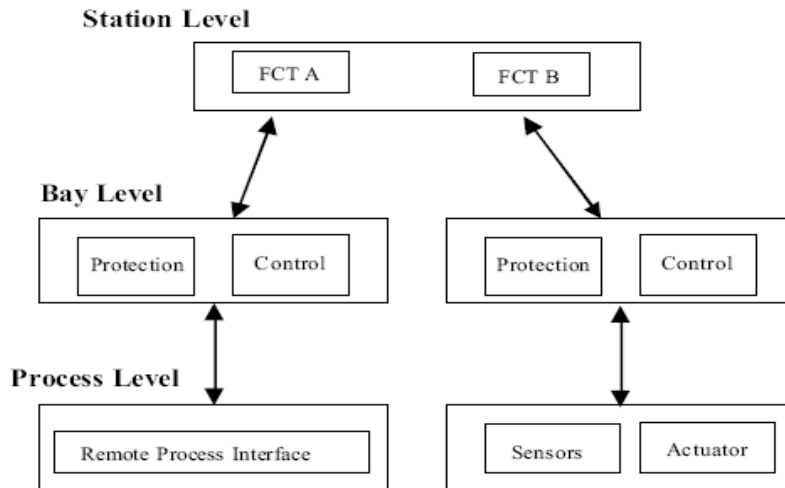 Station Level
FCT A
FCT B
Bay Level
Protection
Control
Protection
Control
Process Level
Remote Process Interface
Sensors
Actuator